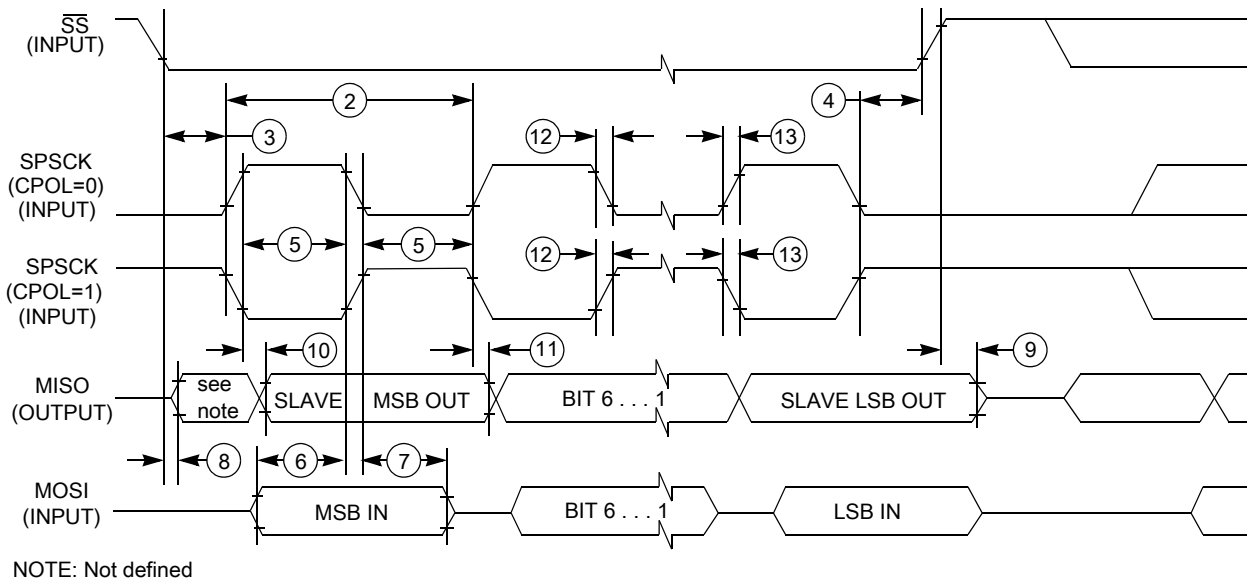 SS
(INPUT)
2
4
3
12
13
SPSCK
(CPOL=0)
(INPUT)
5
5
12
13
SPSCK
(CPOL=1)
(INPUT)
10
11
9
MISO
(OUTPUT)
see
note
SLAVE
MSB OUT
BIT 6 . . . 1
SLAVE LSB OUT
8
6
7
MOSI
(INPUT)
MSB IN
BIT 6 . . . 1
LSB IN
NOTE: Not defined